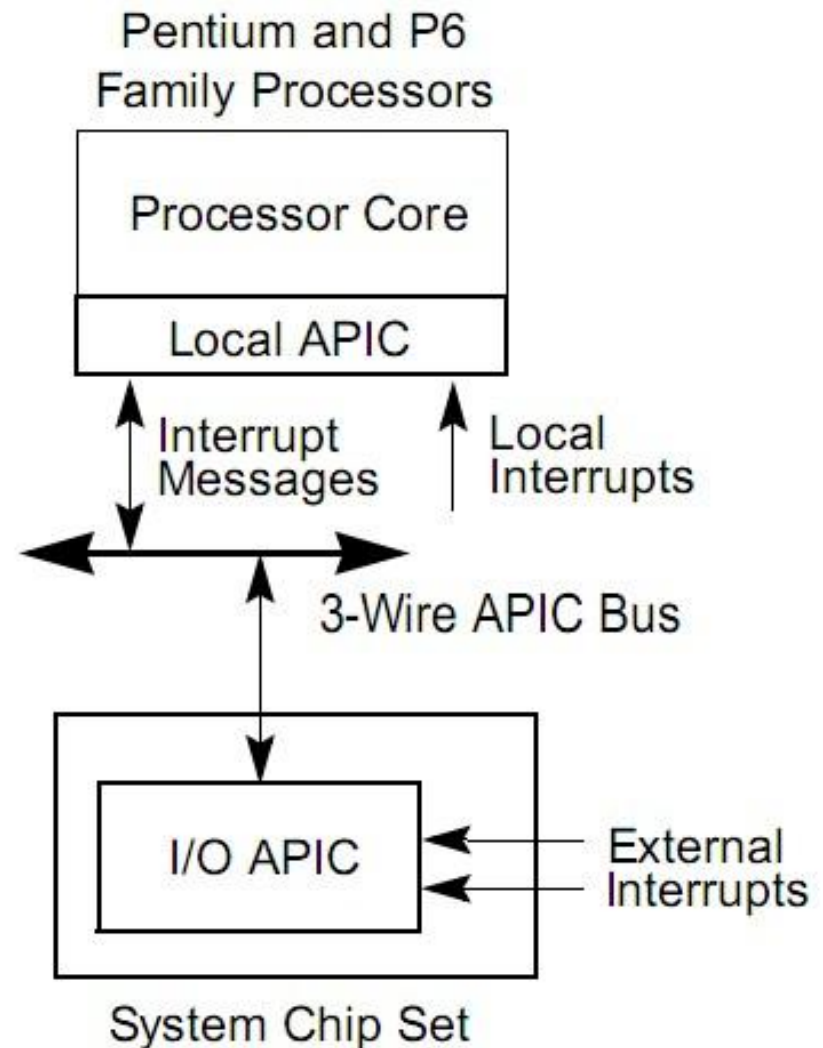 Pentium and P6
Family Processors
Processor Core
Local APIC
Interrupt
Messages
Local
Interrupts
3-Wire APIC Bus
I/O APIC
External
Interrupts
System Chip Set